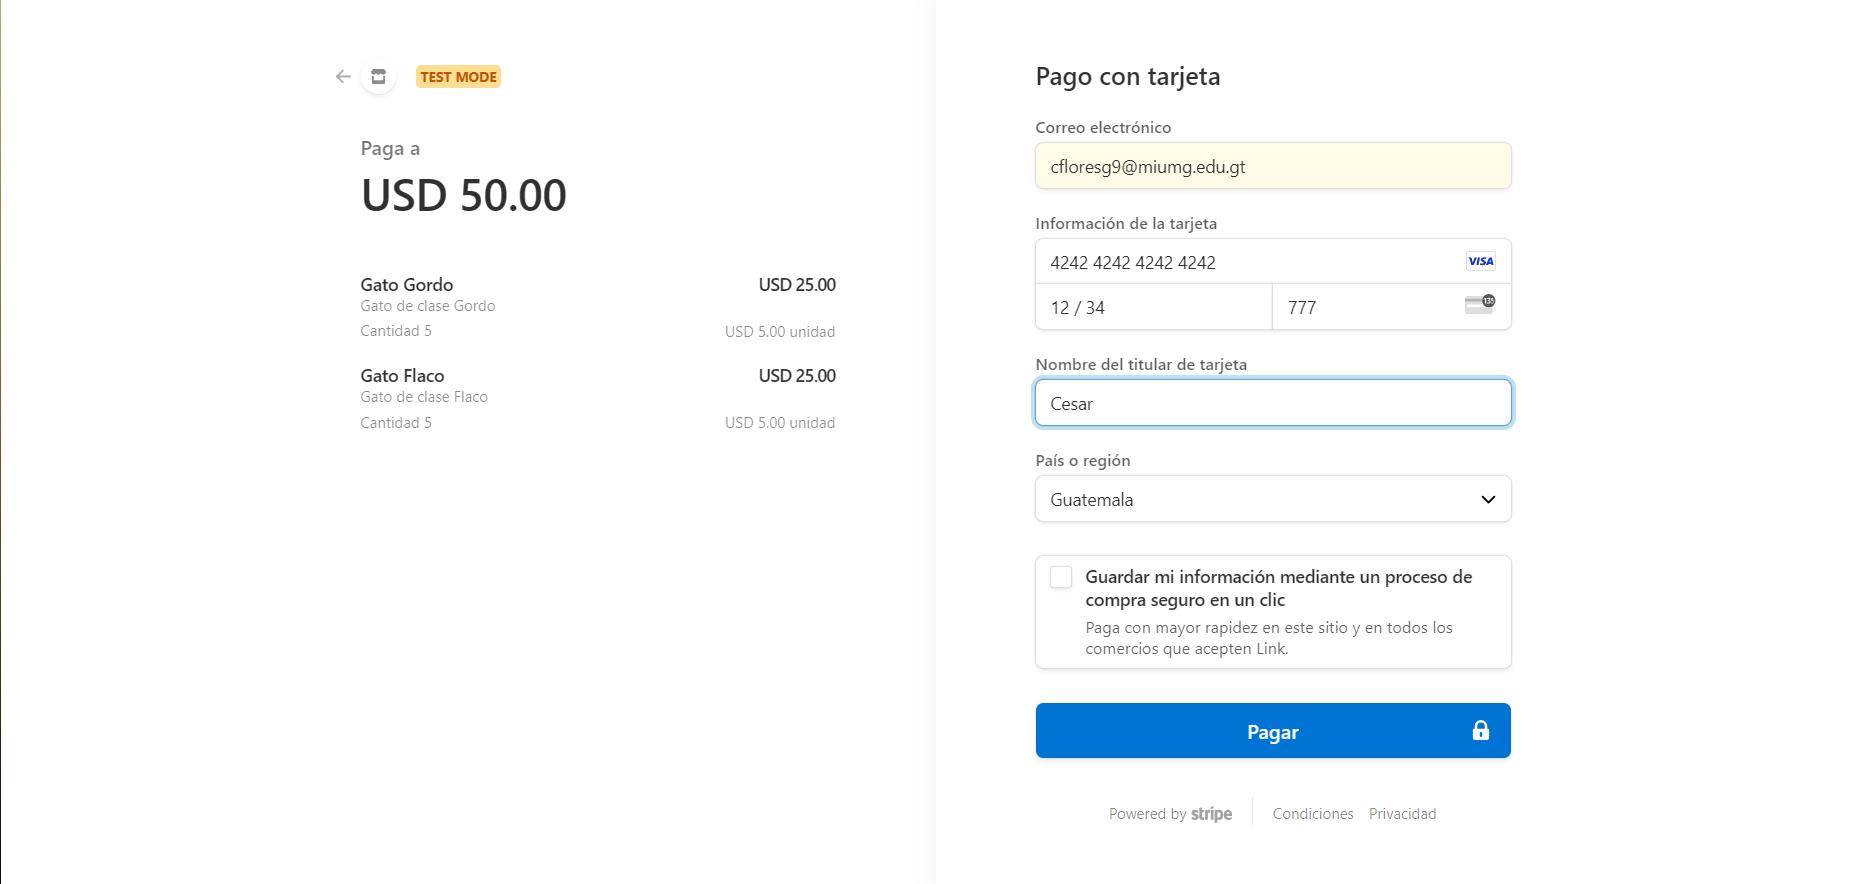 TEST MODE
Paga a
USD 50.00
Gato Gordo USD 25.00
Gato de clase Gordo
Cantidad 5 USD 5.00 unidad
Gato Flaco USD 25.00
Gato de clase Flaco
Cantidad 5 USD 5.00 unidad
Pago con tarjeta
Correo electrónico
cfloresg9@miumg.edu.gt
Información de la tarjeta
4242 4242 4242 4242 VISA
12 / 34 777 135
Nombre del titular de tarjeta
Cesar
País o región
Guatemala
Guardar mi información mediante un proceso de
compra seguro en un clic
Paga con mayor rapidez en este sitio y en todos los
comercios que acepten Link.
Pagar
Powered by stripe Condiciones Privacidad